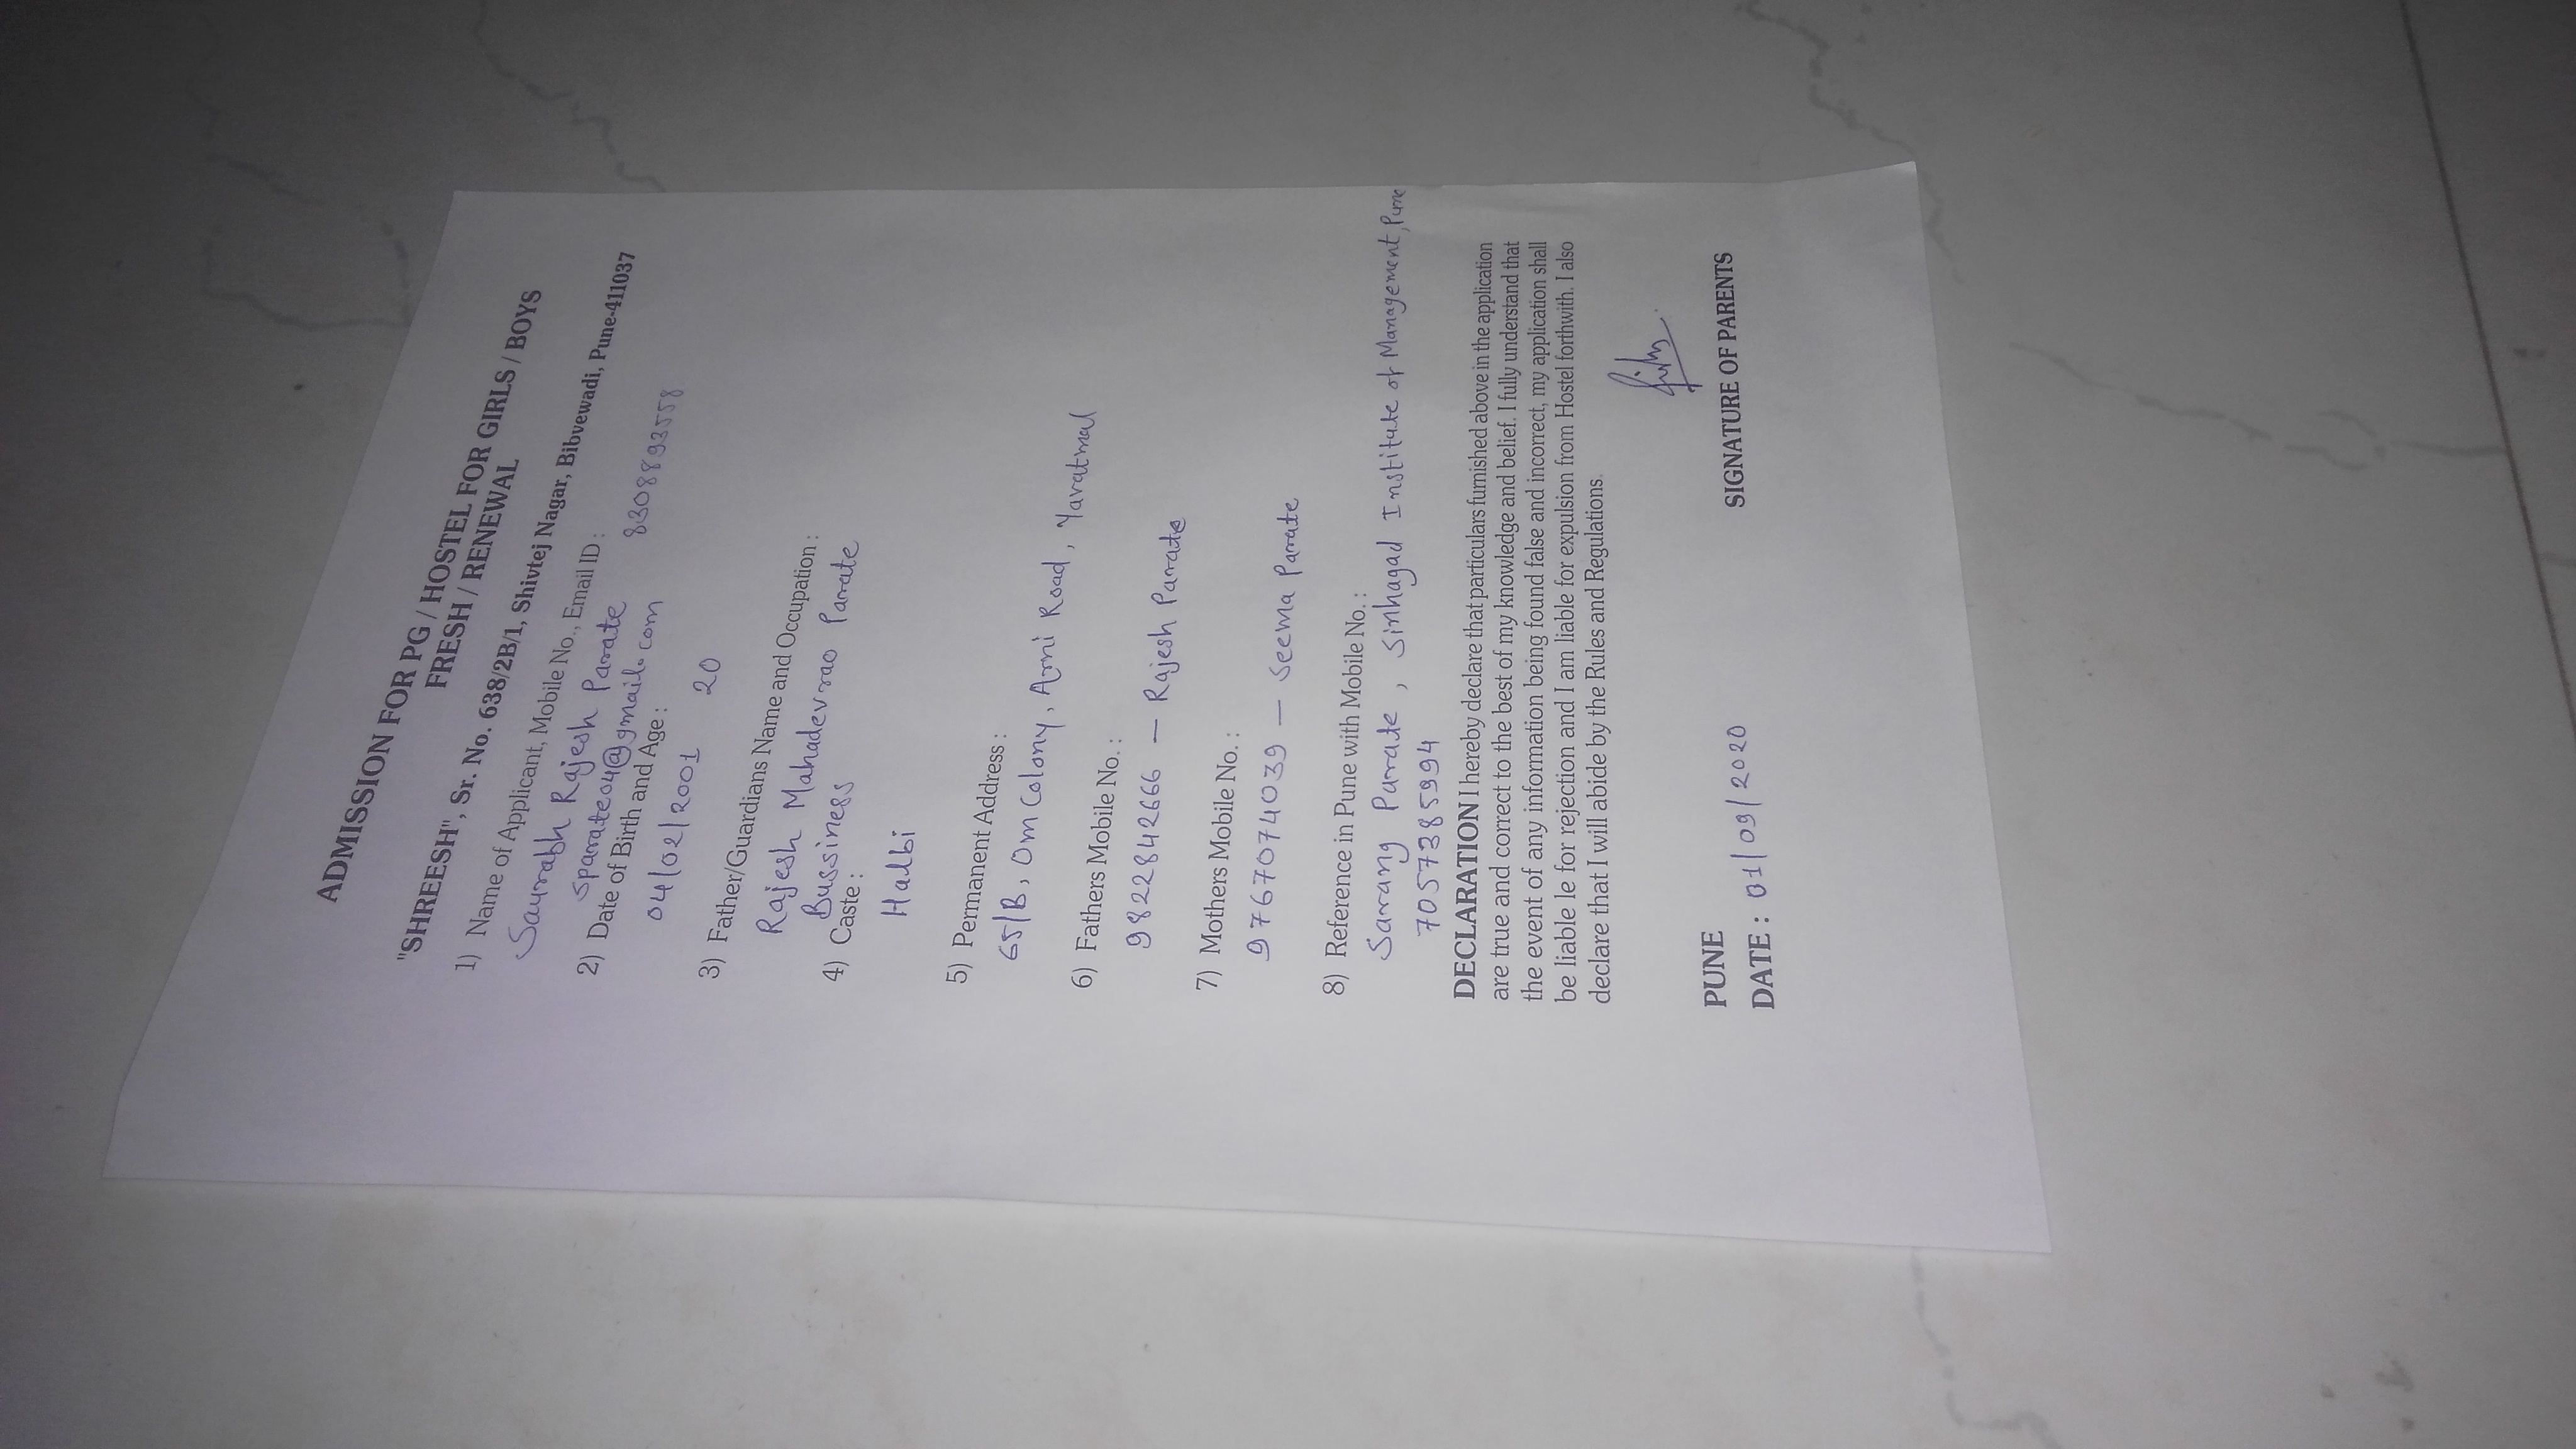 ADMISSION FOR PG / HOSTEL FOR GIRLS / BOYS
FRESH / RENEWAL
"SHREESH", Sr. No. 638/2B/1, Shivtej Nagar, Bibvewadi, Pune-411037
1) Name of Applicant, Mobile No., Email ID :
Saurabh Rajesh Parate 8308893558
sparate04@gmail.com
2) Date of Birth and Age :
04/02/2001 20
3) Father/Guardians Name and Occupation :
Rajesh Mahadevrao Parate
Bussiness
4) Caste :
Halbi
5) Permanent Address :
65/B, Om Colony, Arni Road, Yavatmal
6) Fathers Mobile No. :
9822842666 — Rajesh Parate
7) Mothers Mobile No. :
9767074039 — Seema Parate
8) Reference in Pune with Mobile No. :
Sarang Parate, Sinhagad Institute of Management, Pune
7057385994
DECLARATION I hereby declare that particulars furnished above in the application
are true and correct to the best of my knowledge and belief. I fully understand that
the event of any information being found false and incorrect, my application shall
be liable le for rejection and I am liable for expulsion from Hostel forthwith. I also
declare that I will abide by the Rules and Regulations.
PUNE SIGNATURE OF PARENTS
DATE : 01/09/2020